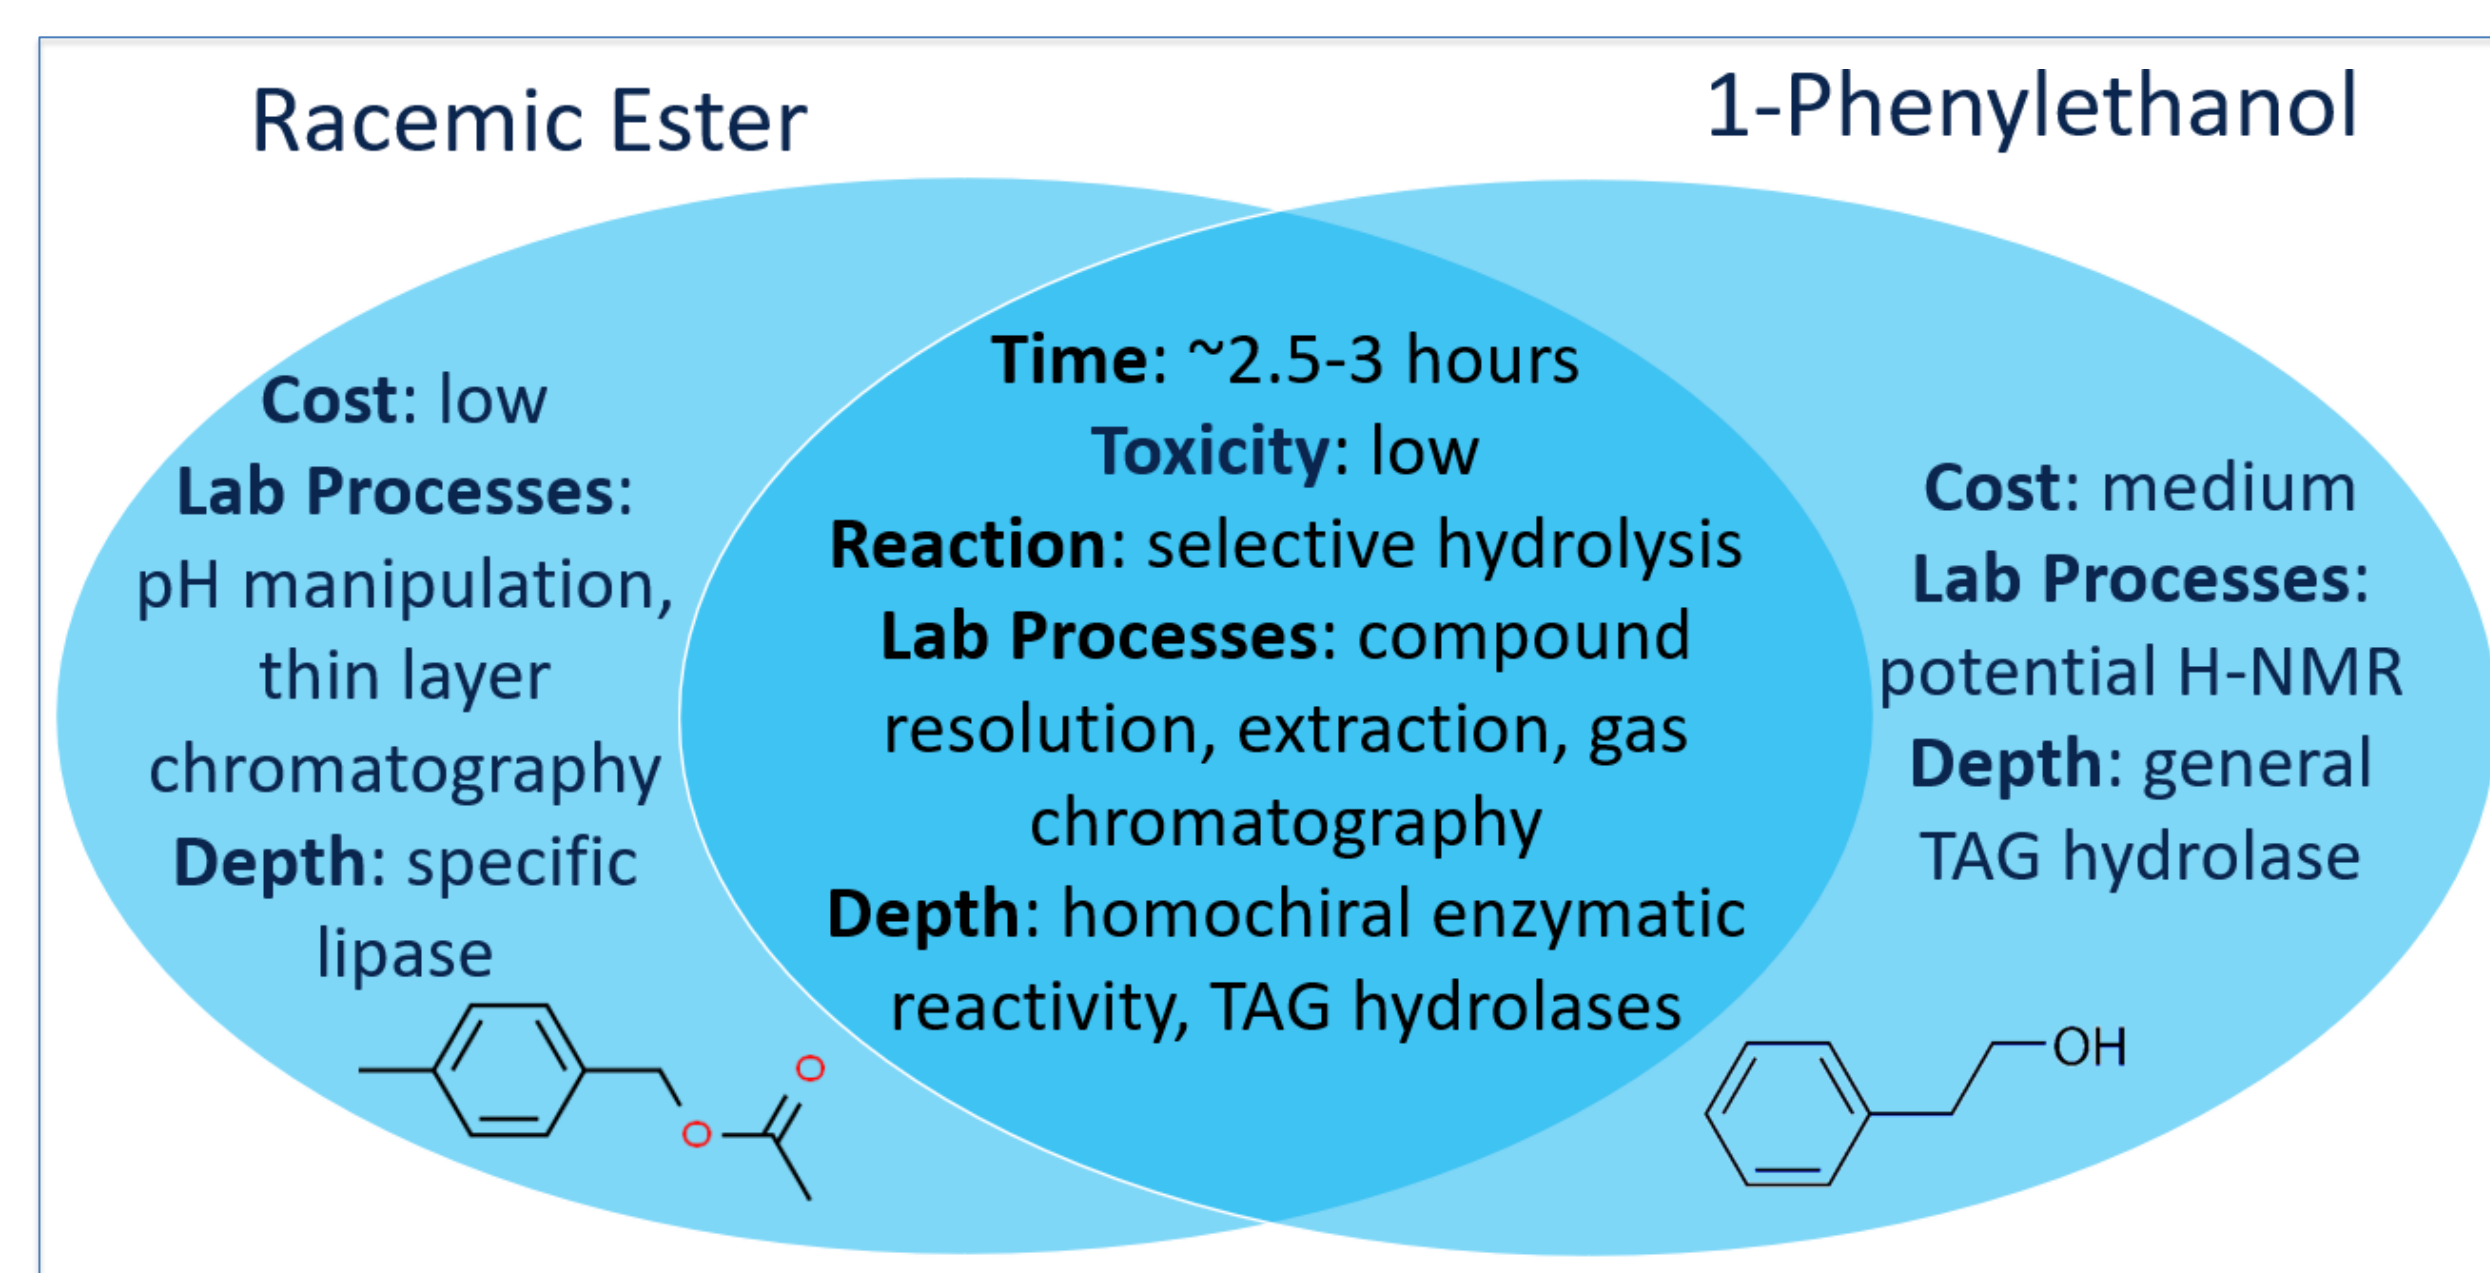 Racemic Ester
1-Phenylethanol
Cost: low
Lab Processes:
pH manipulation,
thin layer
chromatography
Depth: specific
lipase
Time: ~2.5-3 hours
Toxicity: low
Reaction: selective hydrolysis
Lab Processes: compound
resolution, extraction, gas
chromatography
Depth: homochiral enzymatic
reactivity, TAG hydrolases
Cost: medium
Lab Processes:
potential H-NMR
Depth: general
TAG hydrolase
O
O
OH